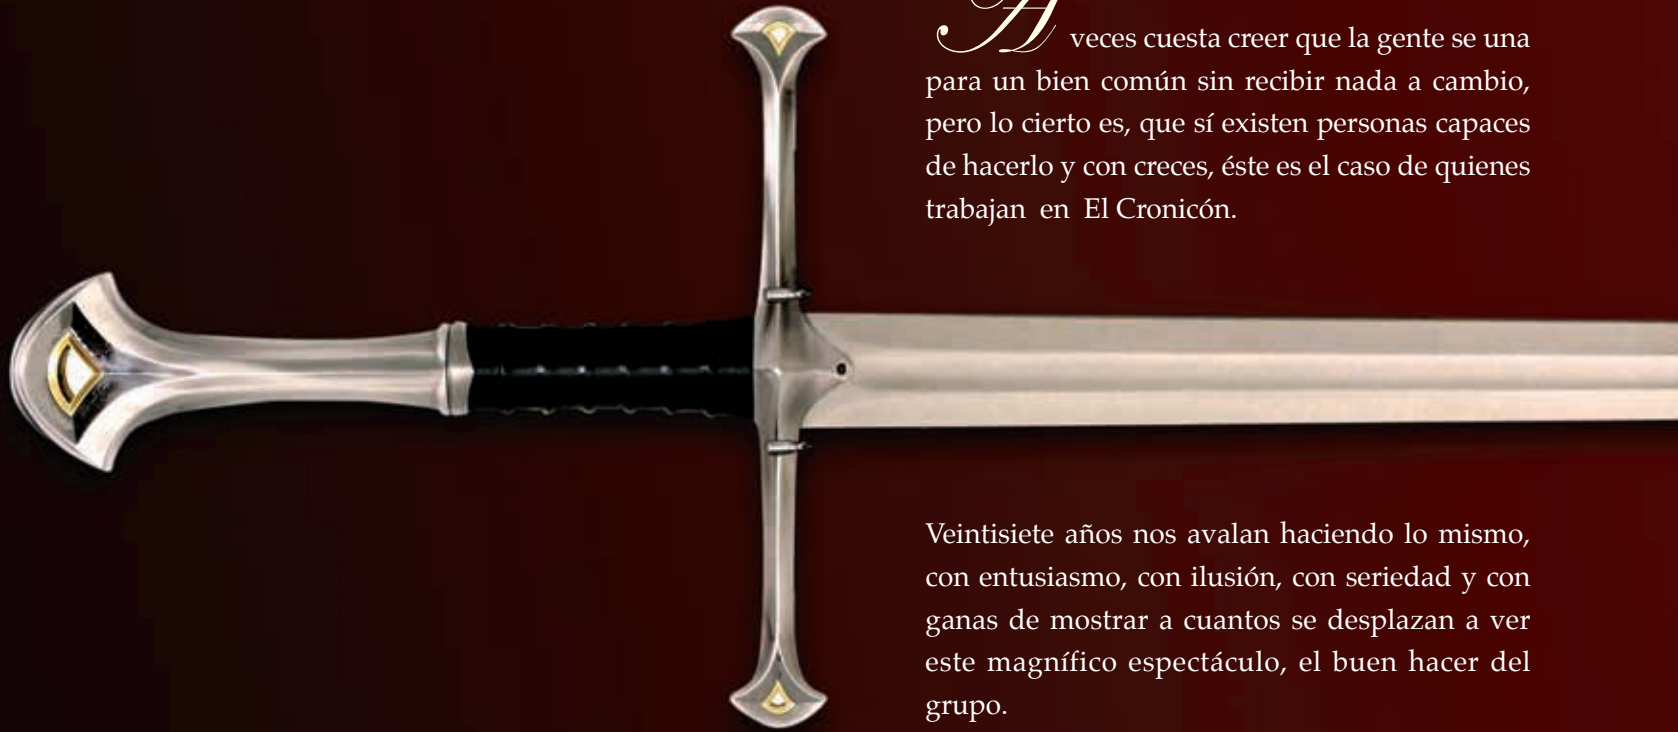 A veces cuesta creer que la gente se una
para un bien común sin recibir nada a cambio,
pero lo cierto es, que sí existen personas capaces
de hacerlo y con creces, éste es el caso de quienes
trabajan en El Cronicón.
Veintisiete años nos avalan haciendo lo mismo,
con entusiasmo, con ilusión, con seriedad y con
ganas de mostrar a cuantos se desplazan a ver
este magnífico espectáculo, el buen hacer del
grupo.